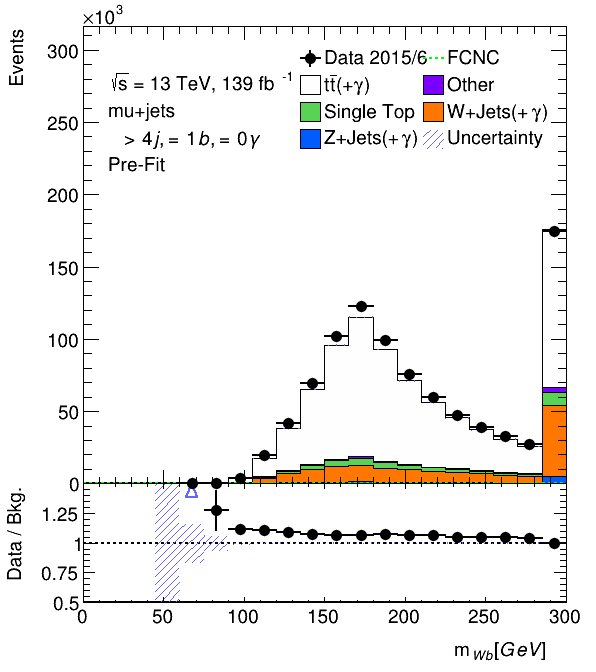 ×10³
Events
300
250
200
150
100
50
0
√s = 13 TeV, 139 fb⁻¹
mu+jets
> 4j, = 1b, = 0γ
Pre-Fit
Data 2015/6
FCNC
tt̄(+γ)
Other
Single Top
W+Jets(+γ)
Z+Jets(+γ)
Uncertainty
Data / Bkg.
1.25
1
0.75
0.5
0 50 100 150 200 250 300
m_Wb [GeV]